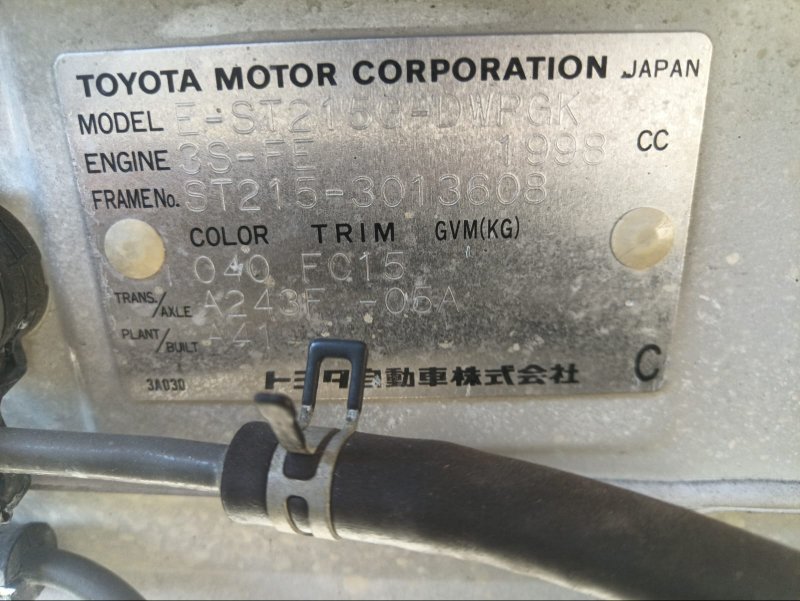 TOYOTA MOTOR CORPORATION JAPAN
MODEL E-ST215G-DWPGK
ENGINE 3S-FE 1998 CC
FRAME No. ST215-3013608
COLOR TRIM GVM(KG)
040 FC15
TRANS./AXLE A243F -05A
PLANT/BUILT A41
3A030 トヨタ自動車株式会社 C